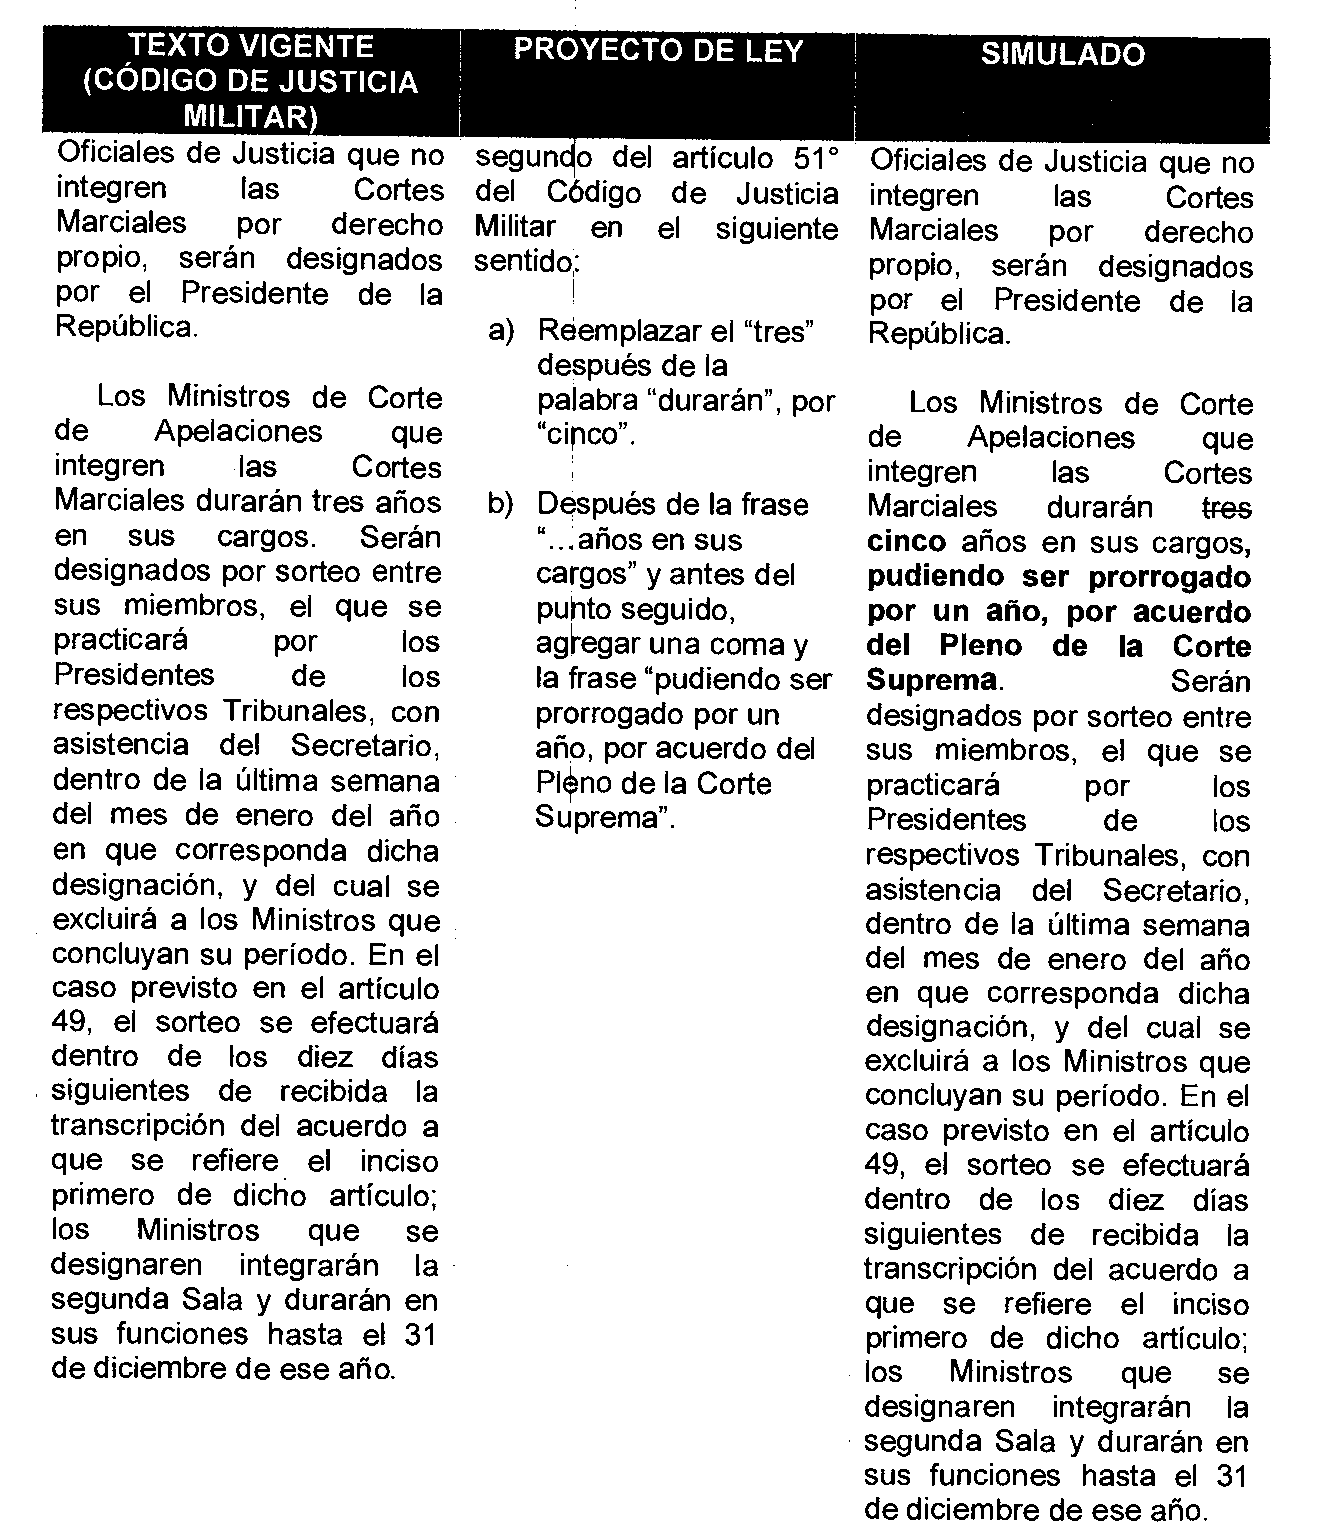 TEXTO VIGENTE
(CÓDIGO DE JUSTICIA
MILITAR)
Oficiales de Justicia que no
integren las Cortes
Marciales por derecho
propio, serán designados
por el Presidente de la
República.
Los Ministros de Corte
de Apelaciones que
integren las Cortes
Marciales durarán tres años
en sus cargos. Serán
designados por sorteo entre
sus miembros, el que se
practicará por los
Presidentes de los
respectivos Tribunales, con
asistencia del Secretario,
dentro de la última semana
del mes de enero del año
en que corresponda dicha
designación, y del cual se
excluirá a los Ministros que
concluyan su período. En el
caso previsto en el artículo
49, el sorteo se efectuará
dentro de los diez días
siguientes de recibida la
transcripción del acuerdo a
que se refiere el inciso
primero de dicho artículo;
los Ministros que se
designaren integrarán la
segunda Sala y durarán en
sus funciones hasta el 31
de diciembre de ese año.
PROYECTO DE LEY
segundo del artículo 51°
del Código de Justicia
Militar en el siguiente
sentido:
a) Reemplazar el “tres”
después de la
palabra “durarán”, por
“cinco”.
b) Después de la frase
“...años en sus
cargos” y antes del
punto seguido,
agregar una coma y
la frase “pudiendo ser
prorrogado por un
año, por acuerdo del
Pleno de la Corte
Suprema”.
SIMULADO
Oficiales de Justicia que no
integren las Cortes
Marciales por derecho
propio, serán designados
por el Presidente de la
República.
Los Ministros de Corte
de Apelaciones que
integren las Cortes
Marciales durarán tres
cinco años en sus cargos,
pudiendo ser prorrogado
por un año, por acuerdo
del Pleno de la Corte
Suprema. Serán
designados por sorteo entre
sus miembros, el que se
practicará por los
Presidentes de los
respectivos Tribunales, con
asistencia del Secretario,
dentro de la última semana
del mes de enero del año
en que corresponda dicha
designación, y del cual se
excluirá a los Ministros que
concluyan su período. En el
caso previsto en el artículo
49, el sorteo se efectuará
dentro de los diez días
siguientes de recibida la
transcripción del acuerdo a
que se refiere el inciso
primero de dicho artículo;
los Ministros que se
designaren integrarán la
segunda Sala y durarán en
sus funciones hasta el 31
de diciembre de ese año.